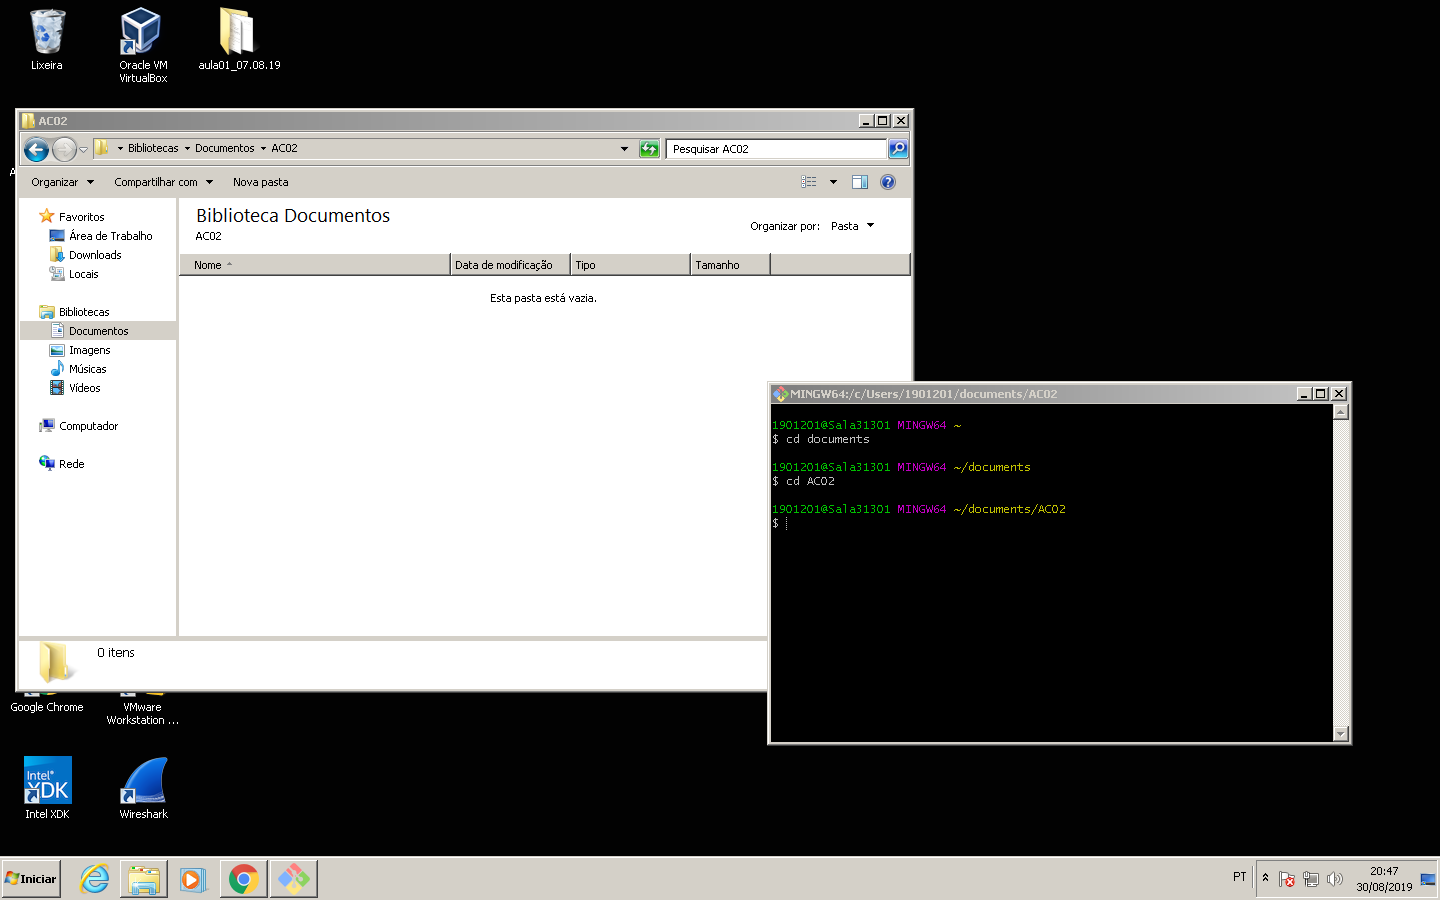 Lixeira
Oracle VM
VirtualBox
aula01_07.08.19
AC02
Bibliotecas Documentos AC02
Pesquisar AC02
Organizar Compartilhar com Nova pasta
Favoritos
Área de Trabalho
Downloads
Locais
Bibliotecas
Documentos
Imagens
Músicas
Vídeos
Computador
Rede
Biblioteca Documentos
AC02
Organizar por: Pasta
Nome Data de modificação Tipo Tamanho
Esta pasta está vazia.
0 itens
MINGW64:/c/Users/1901201/documents/AC02
1901201@Sala31301 MINGW64 ~
$ cd documents
1901201@Sala31301 MINGW64 ~/documents
$ cd AC02
1901201@Sala31301 MINGW64 ~/documents/AC02
$
Google Chrome
VMware
Workstation ...
intel
XDK
Intel XDK
Wireshark
Iniciar
PT
20:47
30/08/2019